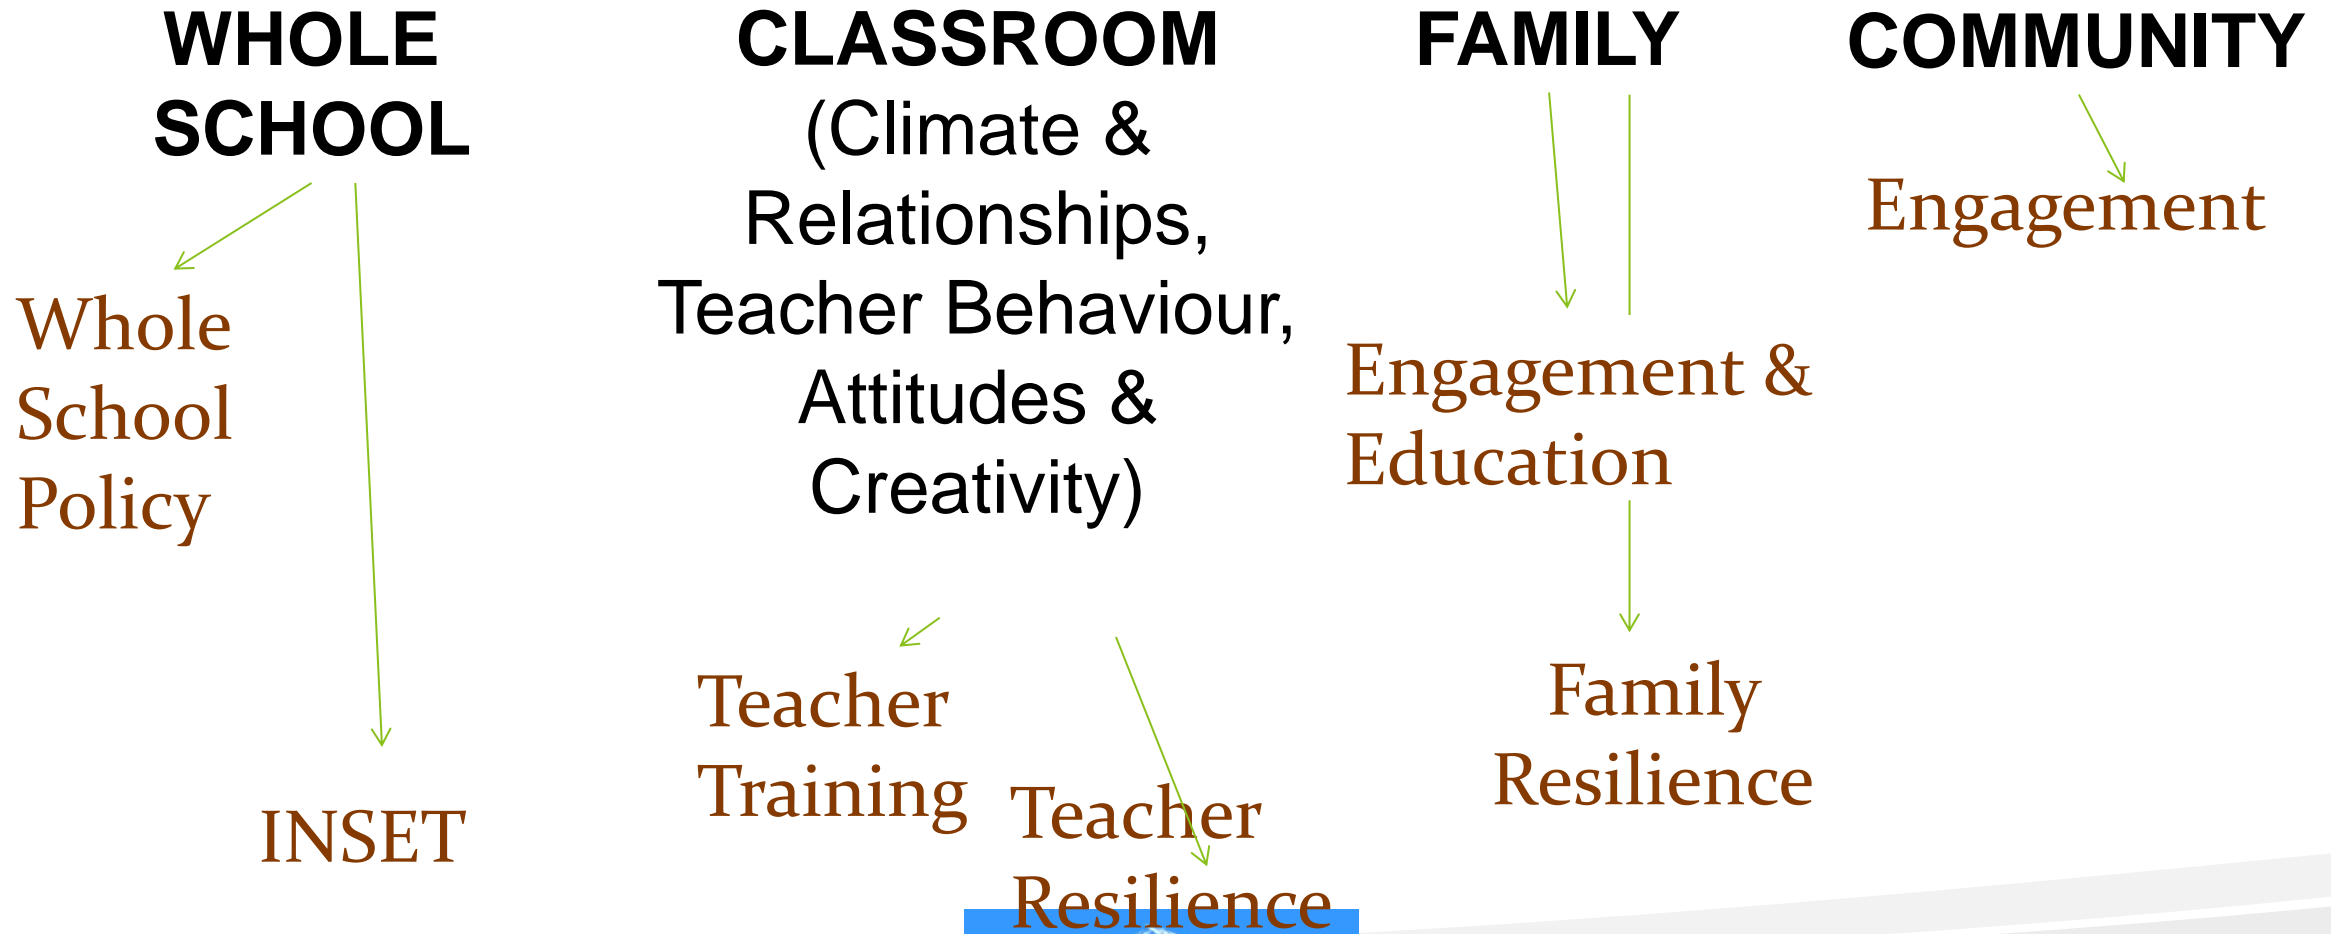 WHOLE
SCHOOL
Whole
School
Policy
INSET
CLASSROOM
(Climate &
Relationships,
Teacher Behaviour,
Attitudes &
Creativity)
Teacher
Training
Teacher
Resilience
FAMILY
Engagement &
Education
Family
Resilience
COMMUNITY
Engagement